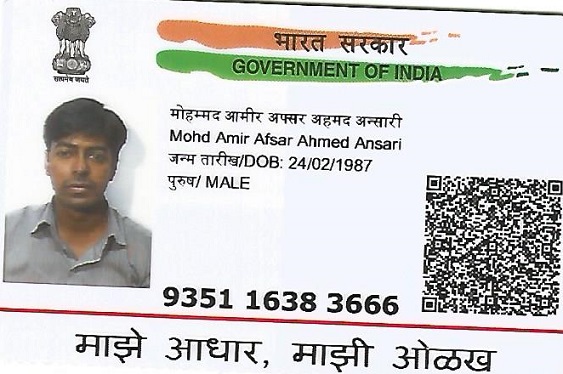 सत्यमेव जयते
भारत सरकार
GOVERNMENT OF INDIA
मोहम्मद आमीर अफ्सर अहमद अन्सारी
Mohd Amir Afsar Ahmed Ansari
जन्म तारीख/DOB: 24/02/1987
पुरुष/ MALE
9351 1638 3666
माझे आधार, माझी ओळख